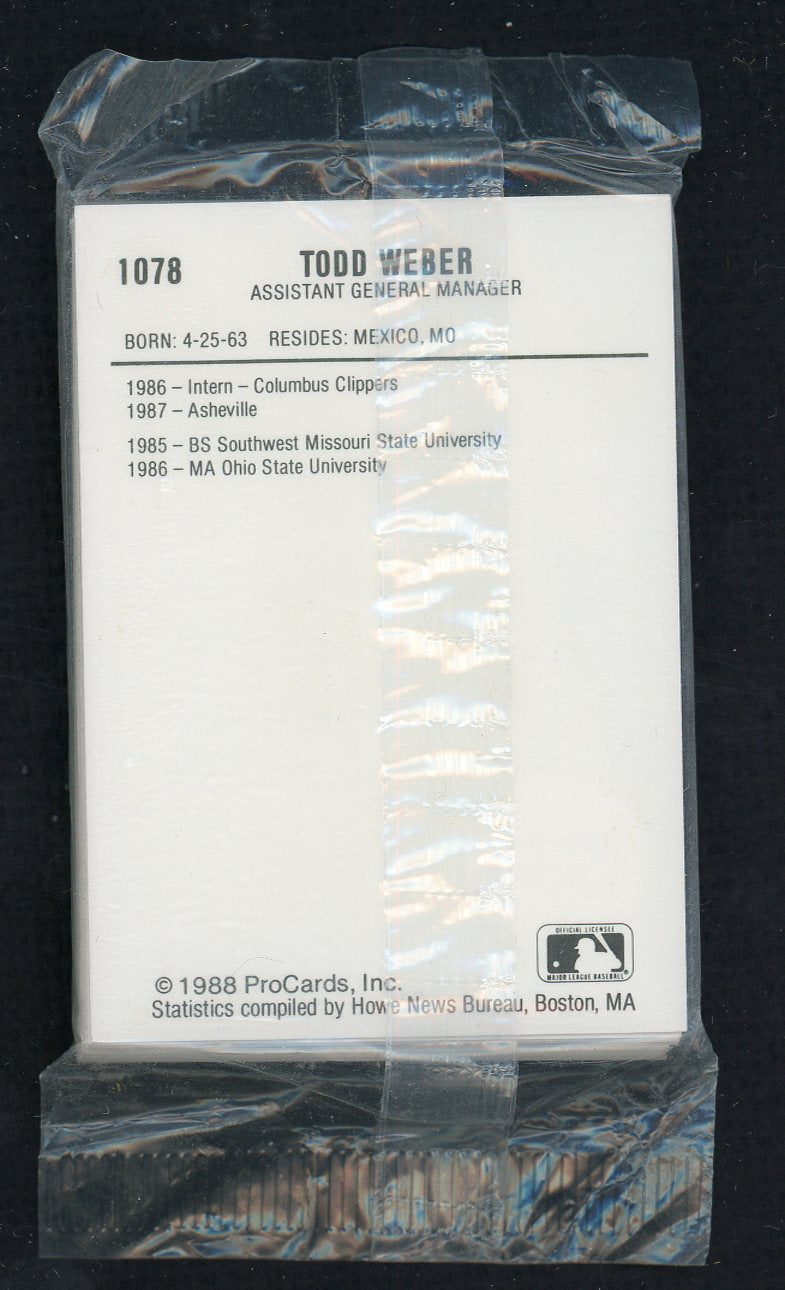 1078
TODD WEBER
ASSISTANT GENERAL MANAGER
BORN: 4-25-63 RESIDES: MEXICO, MO
1986 – Intern – Columbus Clippers
1987 – Asheville
1985 – BS Southwest Missouri State University
1986 – MA Ohio State University
OFFICIAL LICENSEE
MAJOR LEAGUE BASEBALL®
© 1988 ProCards, Inc.
Statistics compiled by Howe News Bureau, Boston, MA